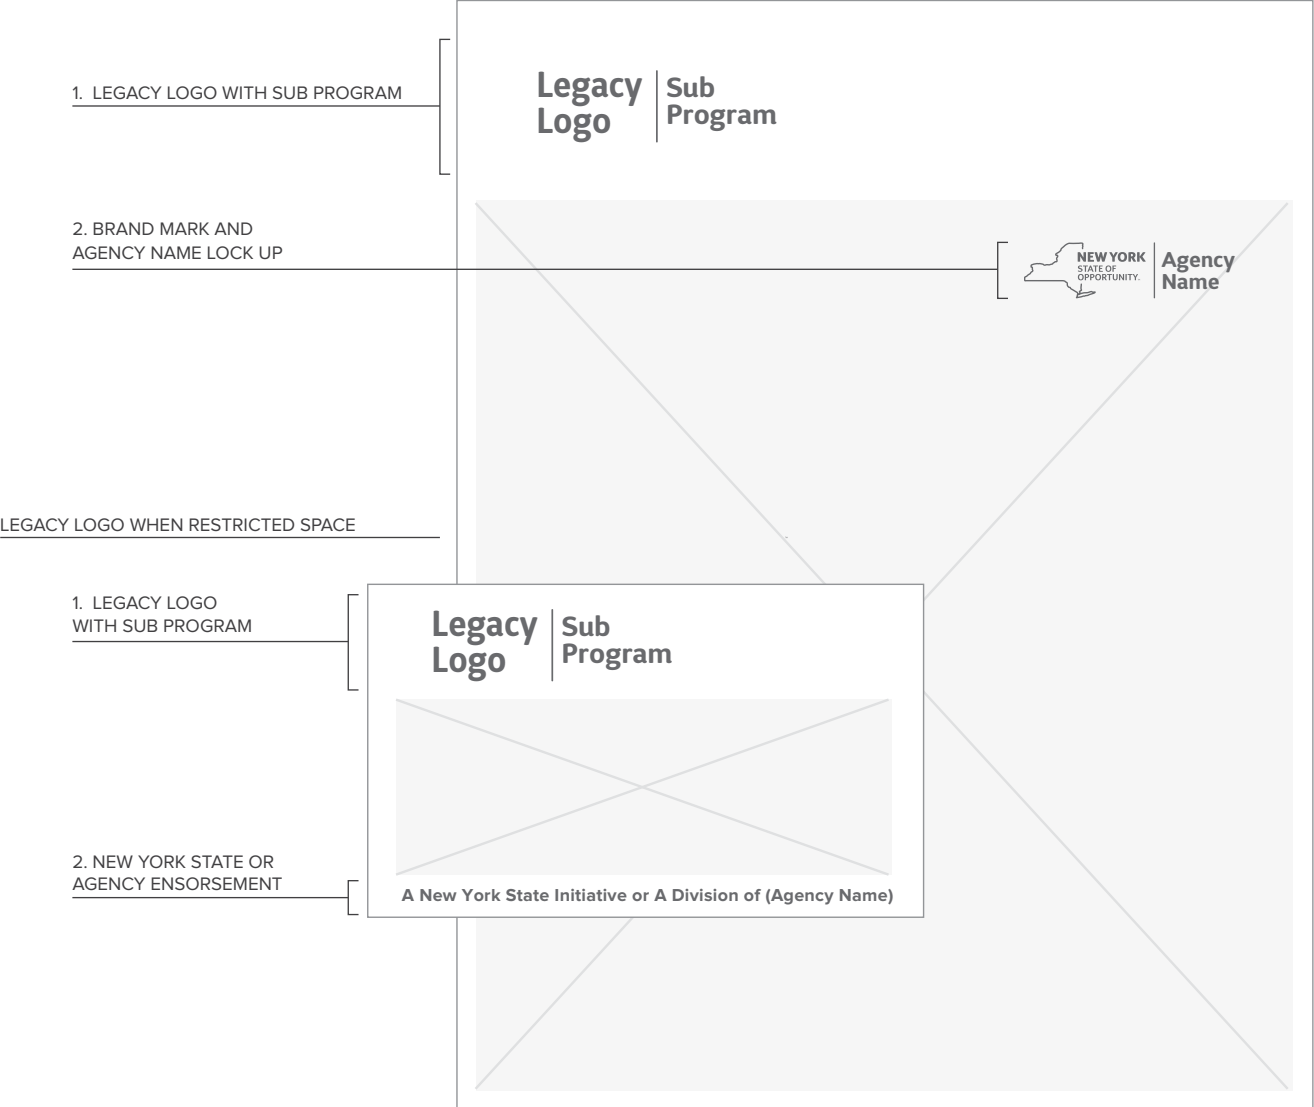 1. LEGACY LOGO WITH SUB PROGRAM
Legacy
Logo
Sub
Program
2. BRAND MARK AND
AGENCY NAME LOCK UP
NEW YORK
STATE OF
OPPORTUNITY.
Agency
Name
LEGACY LOGO WHEN RESTRICTED SPACE
1. LEGACY LOGO
WITH SUB PROGRAM
Legacy
Logo
Sub
Program
2. NEW YORK STATE OR
AGENCY ENSORSEMENT
A New York State Initiative or A Division of (Agency Name)